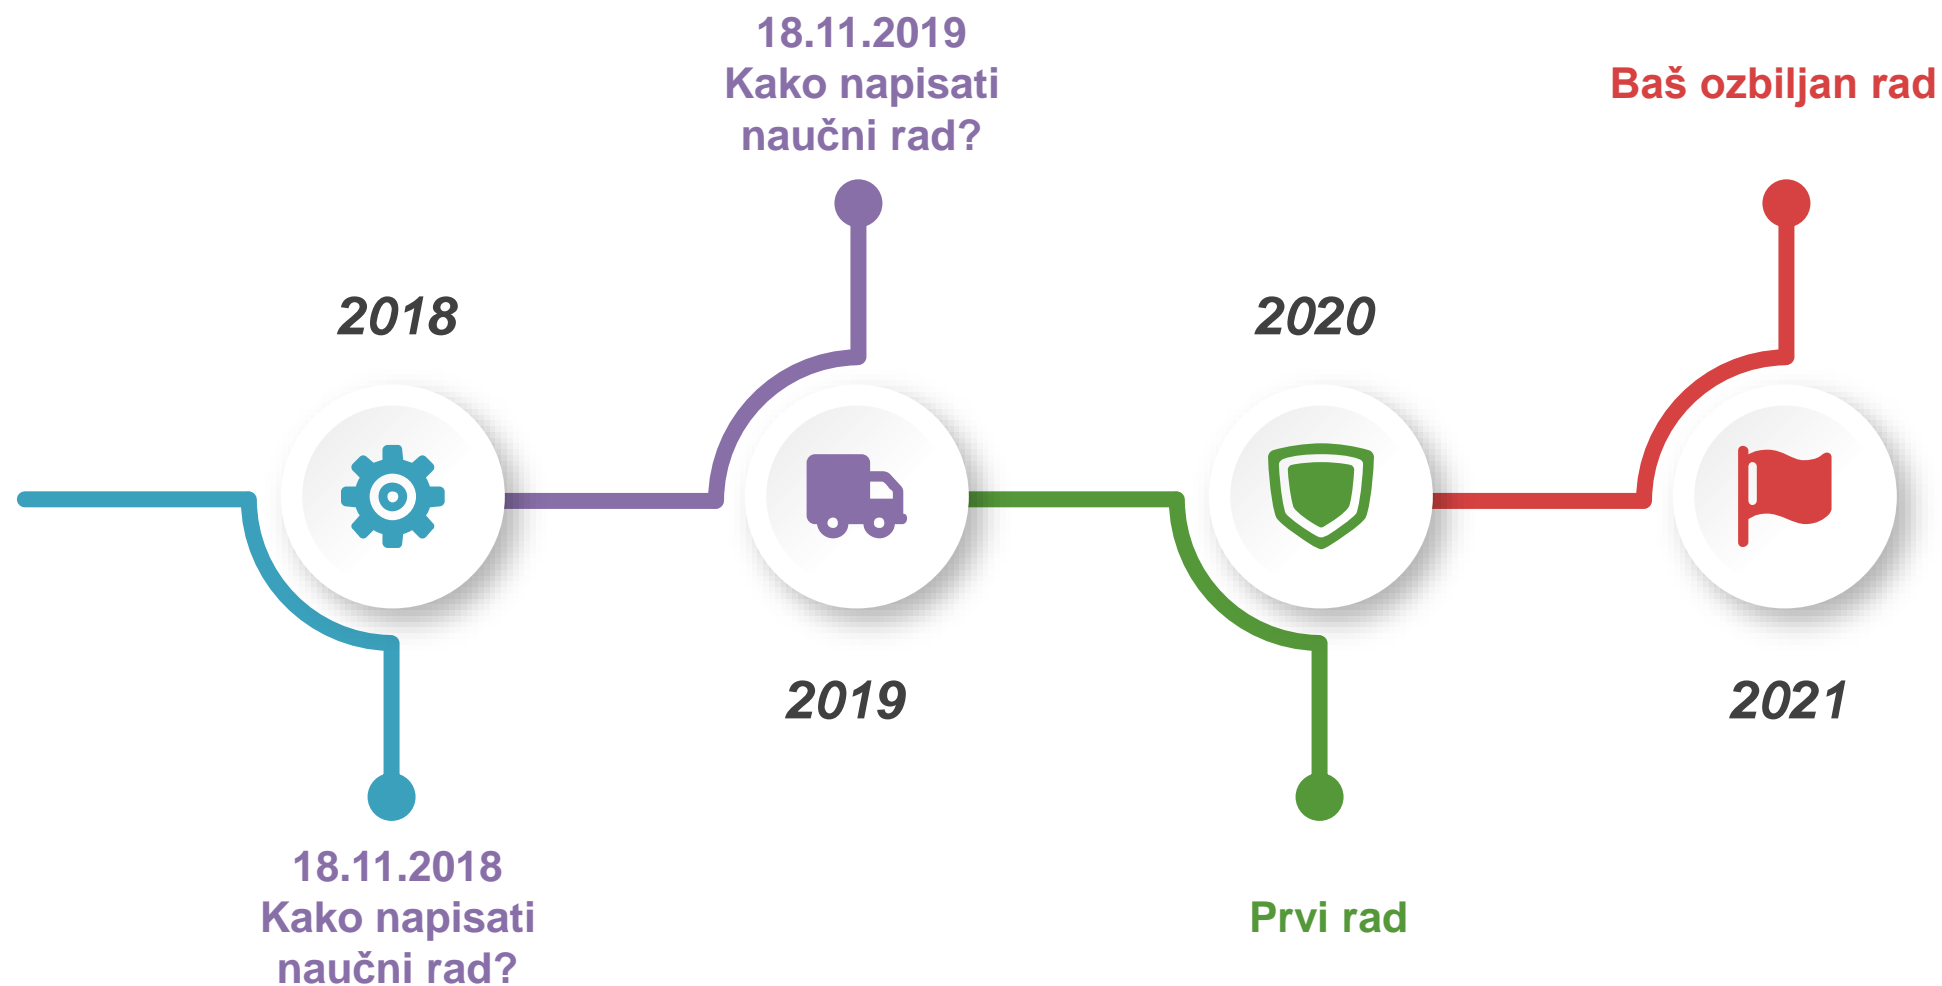 18.11.2019
Kako napisati
naučni rad?
Baš ozbiljan rad
2018
2020
2019
2021
18.11.2018
Kako napisati
naučni rad?
Prvi rad